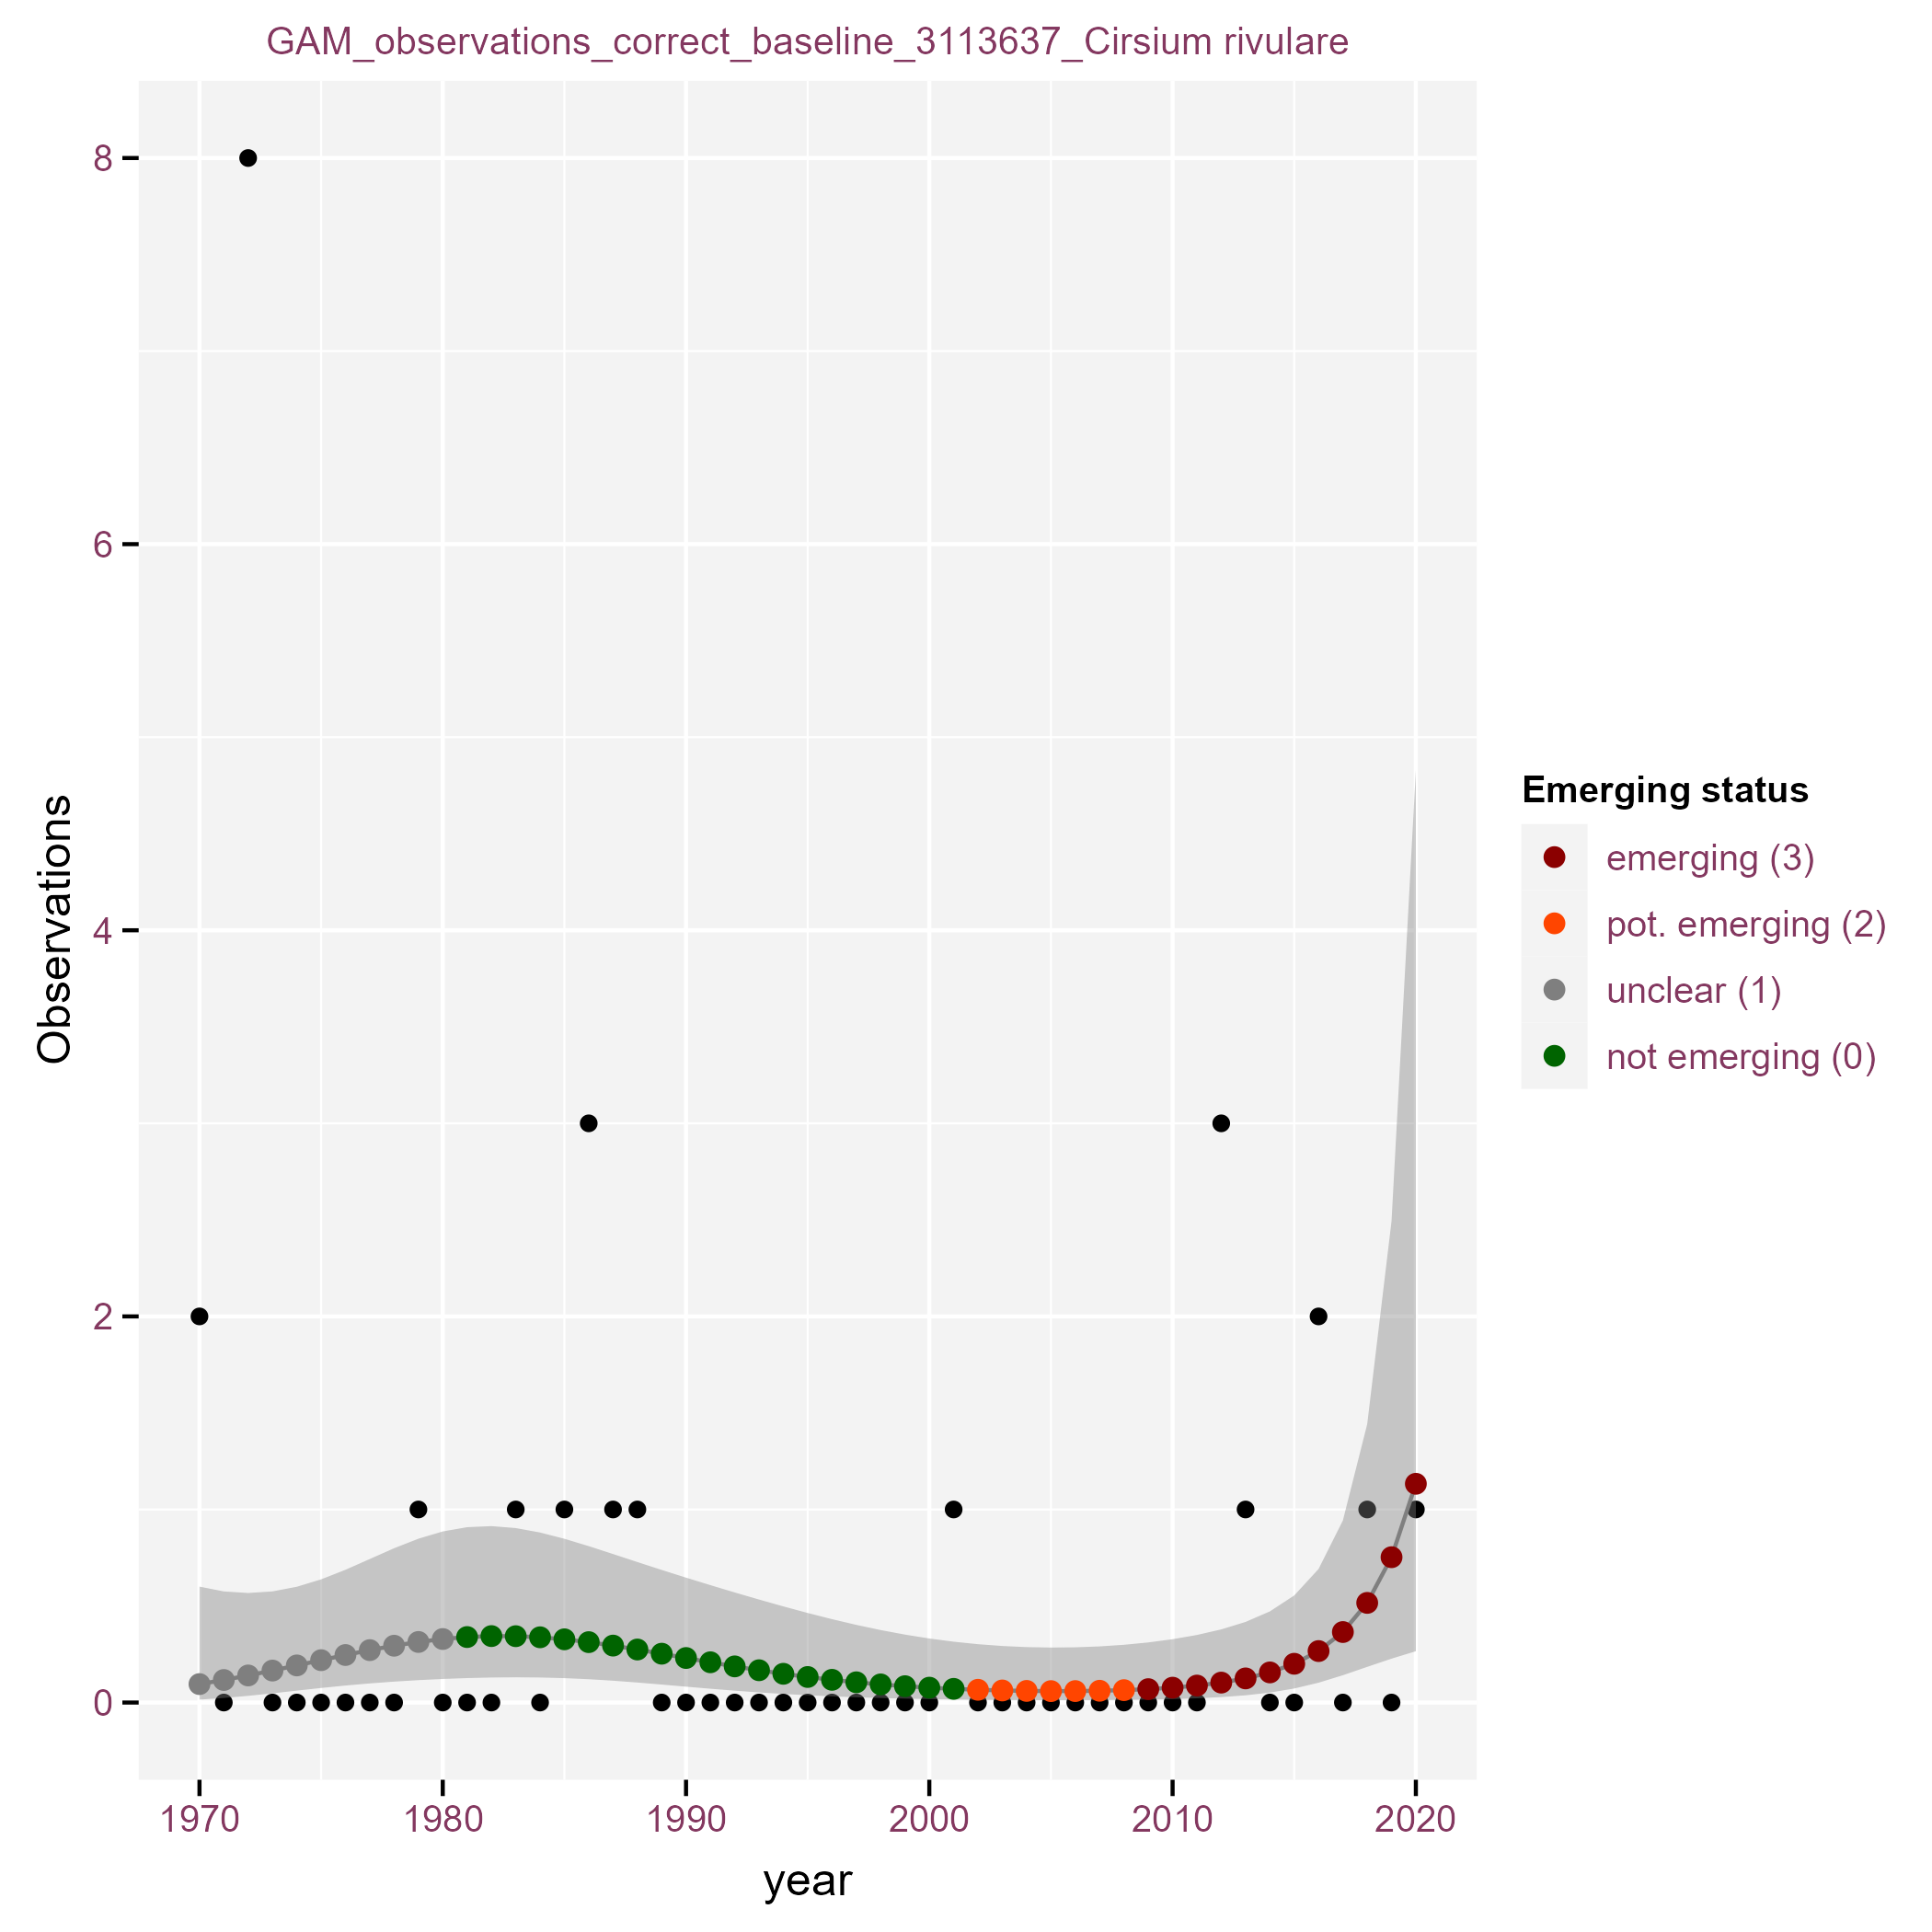 GAM_observations_correct_baseline_3113637_Cirsium rivulare
8
6
4
2
0
Observations
1970
1980
1990
2000
2010
2020
year
Emerging status
emerging (3)
pot. emerging (2)
unclear (1)
not emerging (0)